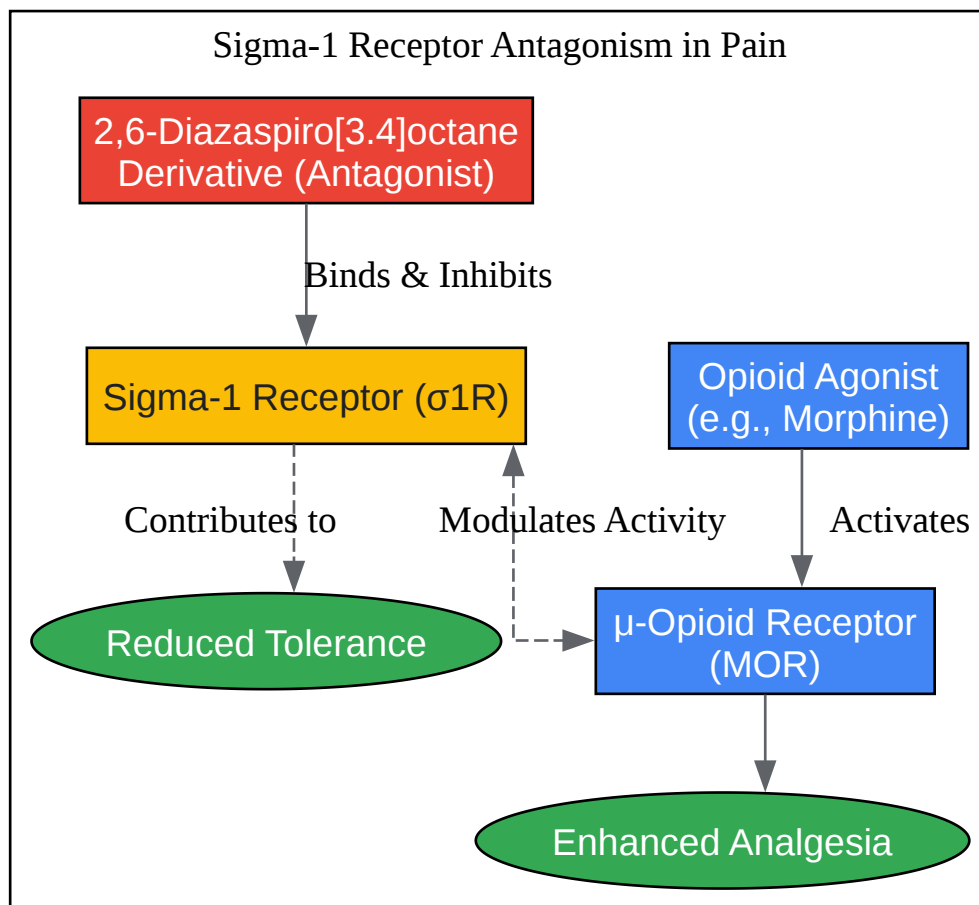 Sigma-1 Receptor Antagonism in Pain
2,6-Diazaspiro[3.4]octane
Derivative (Antagonist)
Binds & Inhibits
Sigma-1 Receptor (σ1R)
Opioid Agonist
(e.g., Morphine)
Contributes to
Modulates Activity
Activates
Reduced Tolerance
μ-Opioid Receptor
(MOR)
Enhanced Analgesia